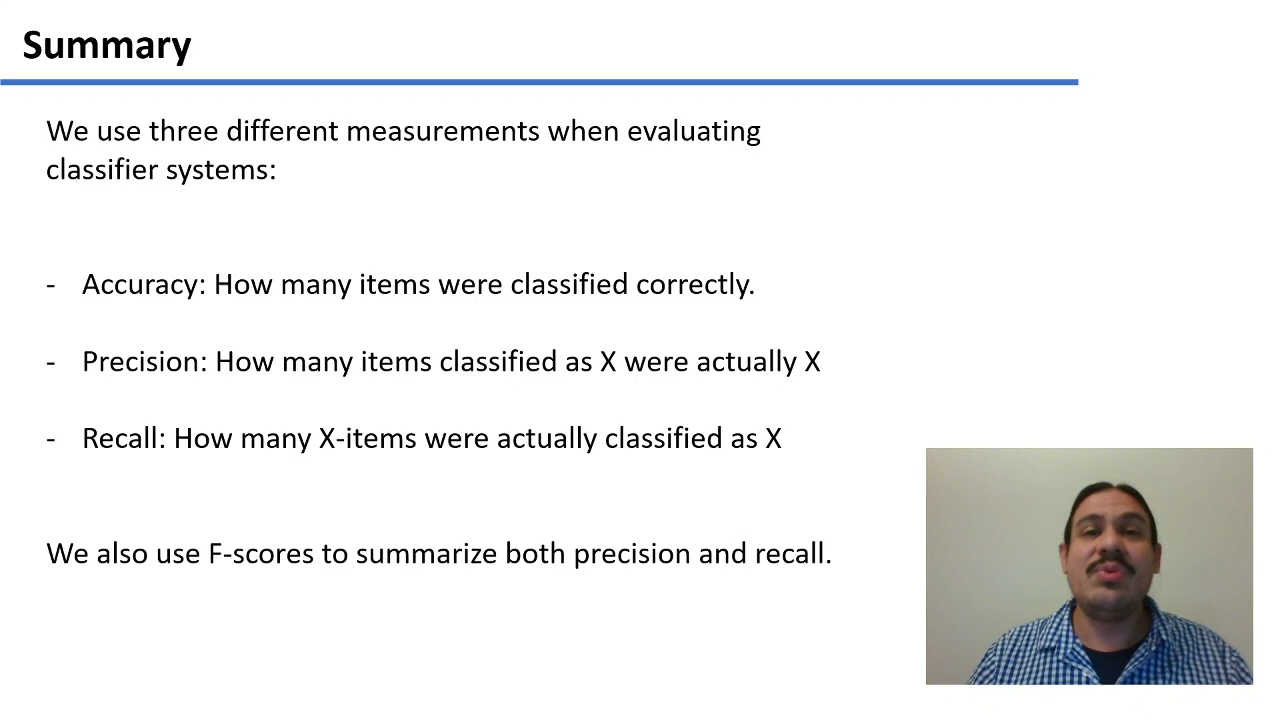 Summary
We use three different measurements when evaluating
classifier systems:
- Accuracy: How many items were classified correctly.
- Precision: How many items classified as X were actually X
- Recall: How many X-items were actually classified as X
We also use F-scores to summarize both precision and recall.